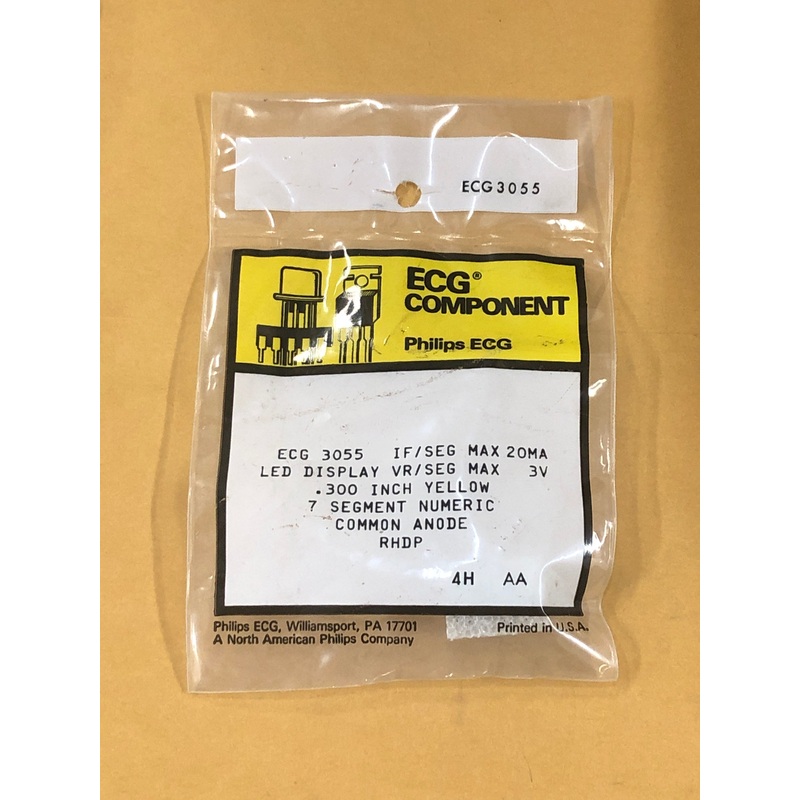 ECG3055
ECG®
COMPONENT
Philips ECG
ECG 3055 IF/SEG MAX 20MA
LED DISPLAY VR/SEG MAX 3V
.300 INCH YELLOW
7 SEGMENT NUMERIC
COMMON ANODE
RHDP
4H AA
Philips ECG, Williamsport, PA 17701 Printed in U.S.A.
A North American Philips Company